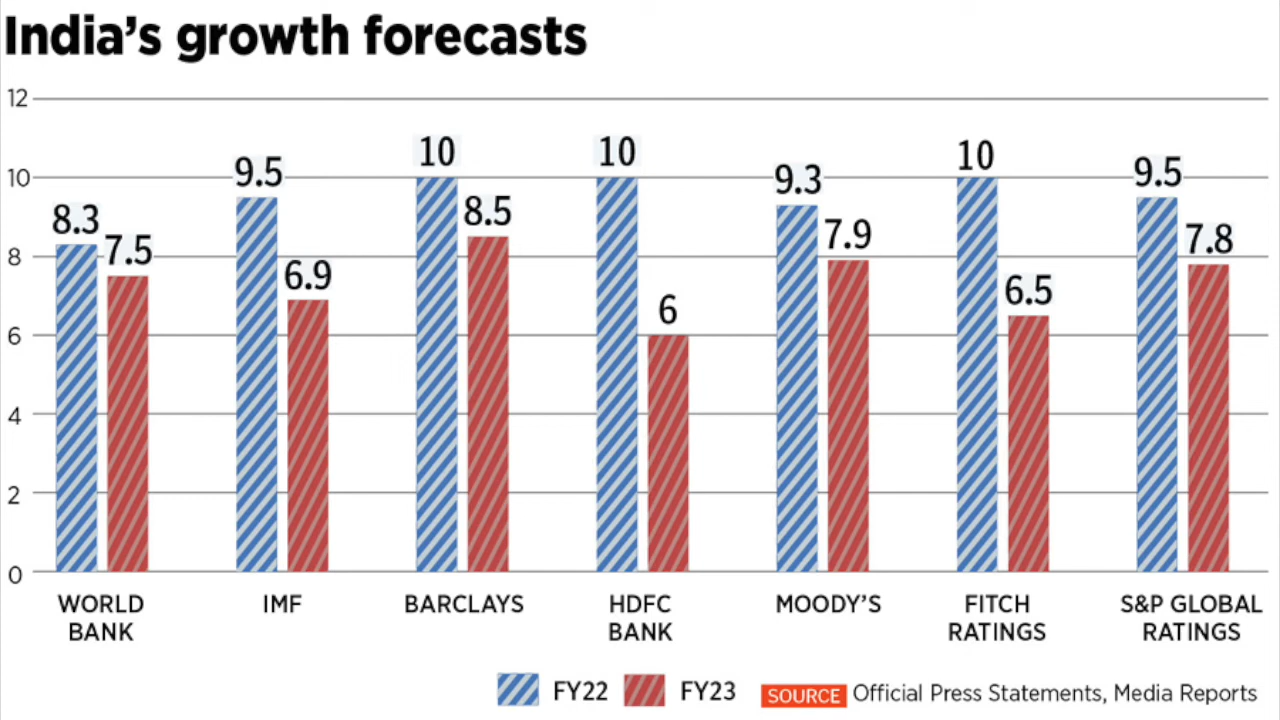 India’s growth forecasts
12
10
8
6
4
2
0
8.3
7.5
9.5
6.9
10
8.5
10
6
9.3
7.9
10
6.5
9.5
7.8
WORLD
BANK
IMF
BARCLAYS
HDFC
BANK
MOODY’S
FITCH
RATINGS
S&P GLOBAL
RATINGS
FY22
FY23
SOURCE Official Press Statements, Media Reports